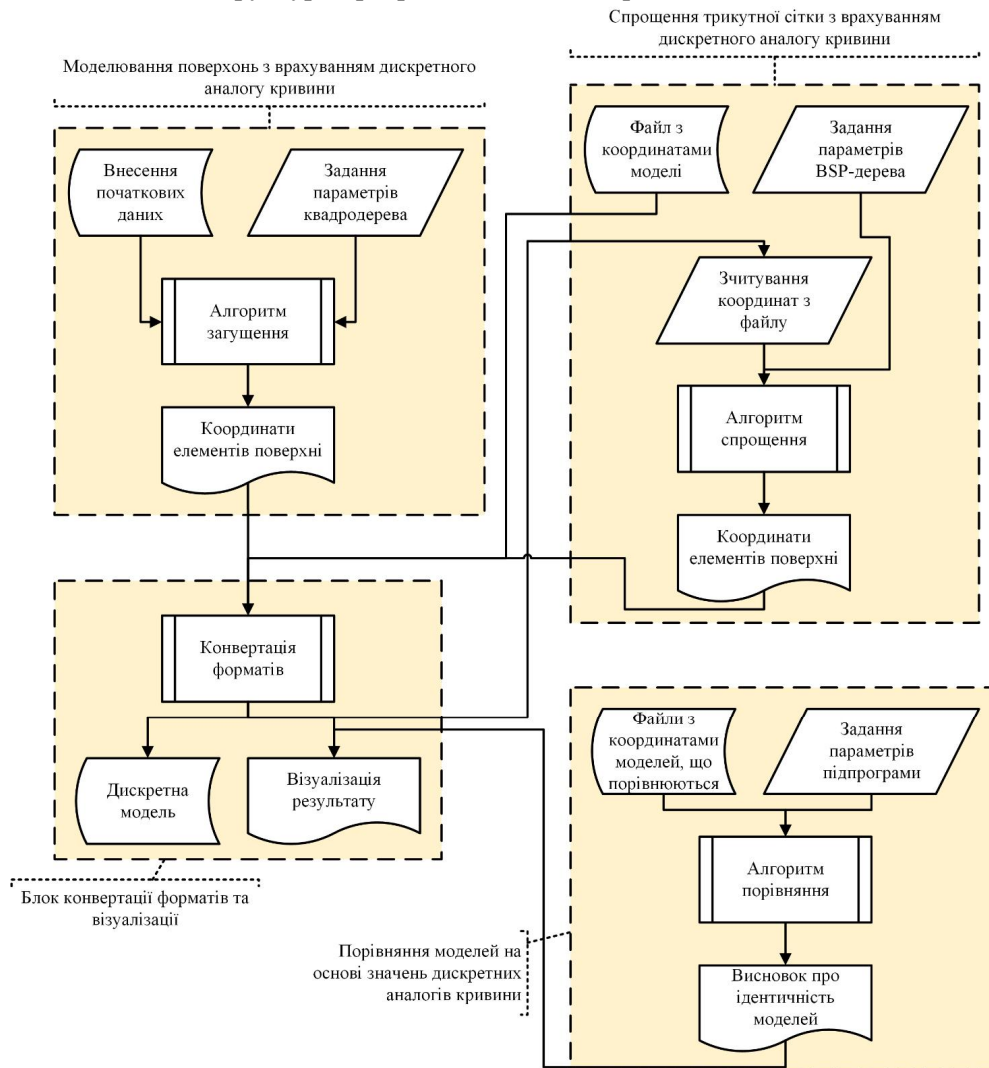 Спрощення трикутної сітки з врахуванням
дискретного аналогу кривини
Моделювання поверхонь з врахуванням дискретного
аналогу кривини
Внесення
початкових
даних
Задання
параметрів
квадродерева
Алгоритм
загущення
Координати
елементів поверхні
Файл з
координатами
моделі
Задання
параметрів
BSP-дерева
Зчитування
координат з
файлу
Алгоритм
спрощення
Координати
елементів поверхні
Конвертація
форматів
Дискретна
модель
Візуалізація
результату
Блок конвертації форматів та
візуалізації
Файли з
координатами
моделей, що
порівнюються
Задання
параметрів
підпрограми
Алгоритм
порівняння
Висновок про
ідентичність
моделей
Порівняння моделей на
основі значень дискретних
аналогів кривини